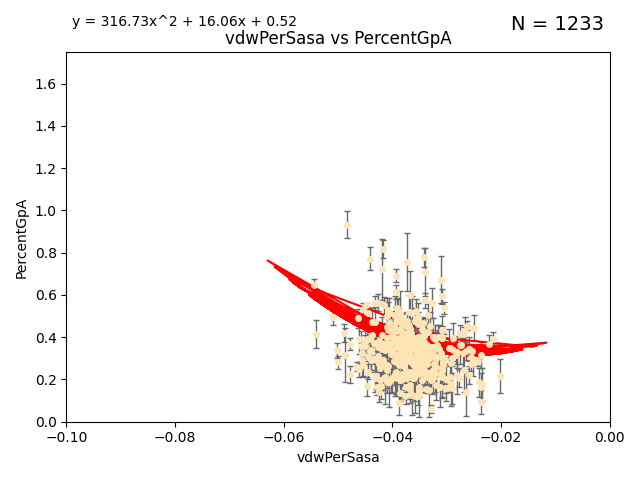 y = 316.73x^2 + 16.06x + 0.52
N = 1233
vdwPerSasa vs PercentGpA
PercentGpA
1.6
1.4
1.2
1.0
0.8
0.6
0.4
0.2
0.0
−0.10 −0.08 −0.06 −0.04 −0.02 0.00
vdwPerSasa